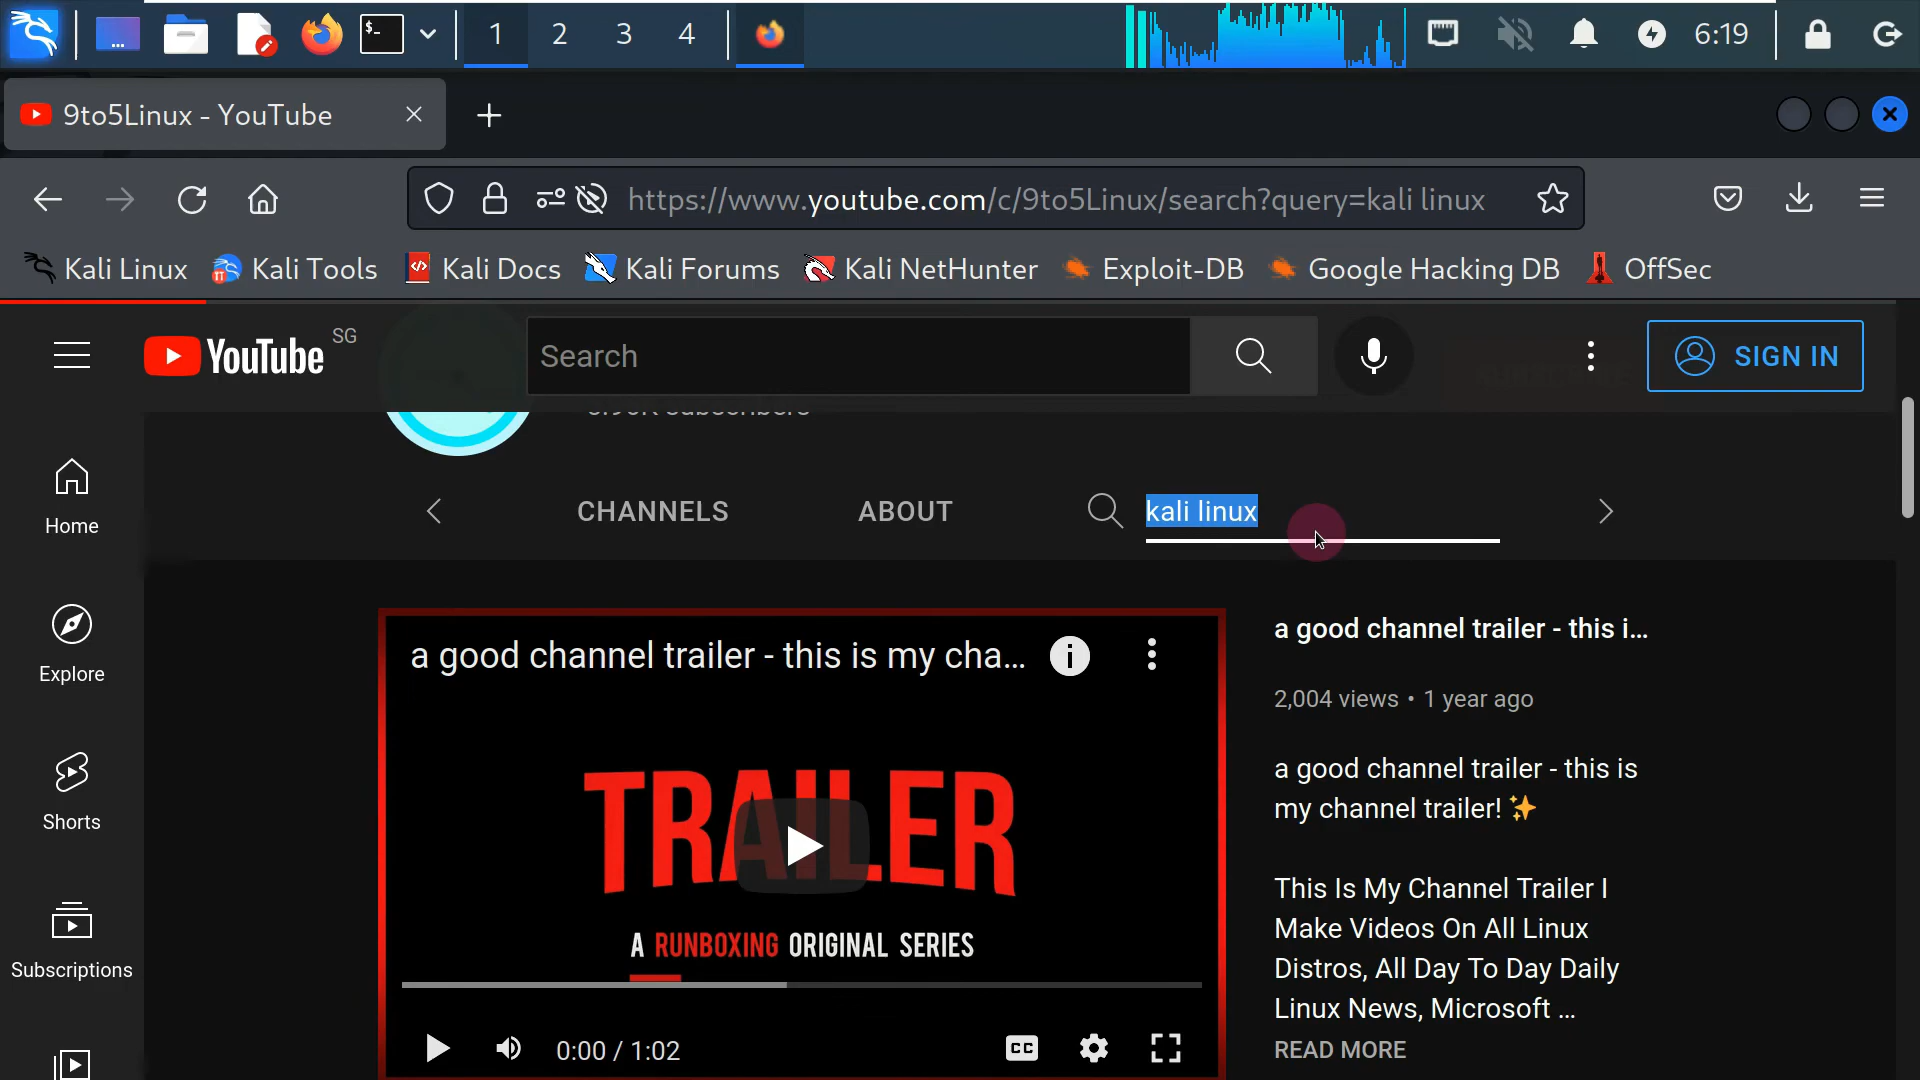 1 2 3 4 6:19
9to5Linux - YouTube
https://www.youtube.com/c/9to5Linux/search?query=kali linux
Kali Linux Kali Tools Kali Docs Kali Forums Kali NetHunter Exploit-DB Google Hacking DB OffSec
YouTube SG Search SIGN IN
CHANNELS ABOUT kali linux
Home
Explore
Shorts
Subscriptions
a good channel trailer - this is my cha...
TRAILER
A RUNBOXING ORIGINAL SERIES
0:00 / 1:02 CC
a good channel trailer - this i...
2,004 views • 1 year ago
a good channel trailer - this is
my channel trailer! ✨
This Is My Channel Trailer I
Make Videos On All Linux
Distros, All Day To Day Daily
Linux News, Microsoft ...
READ MORE